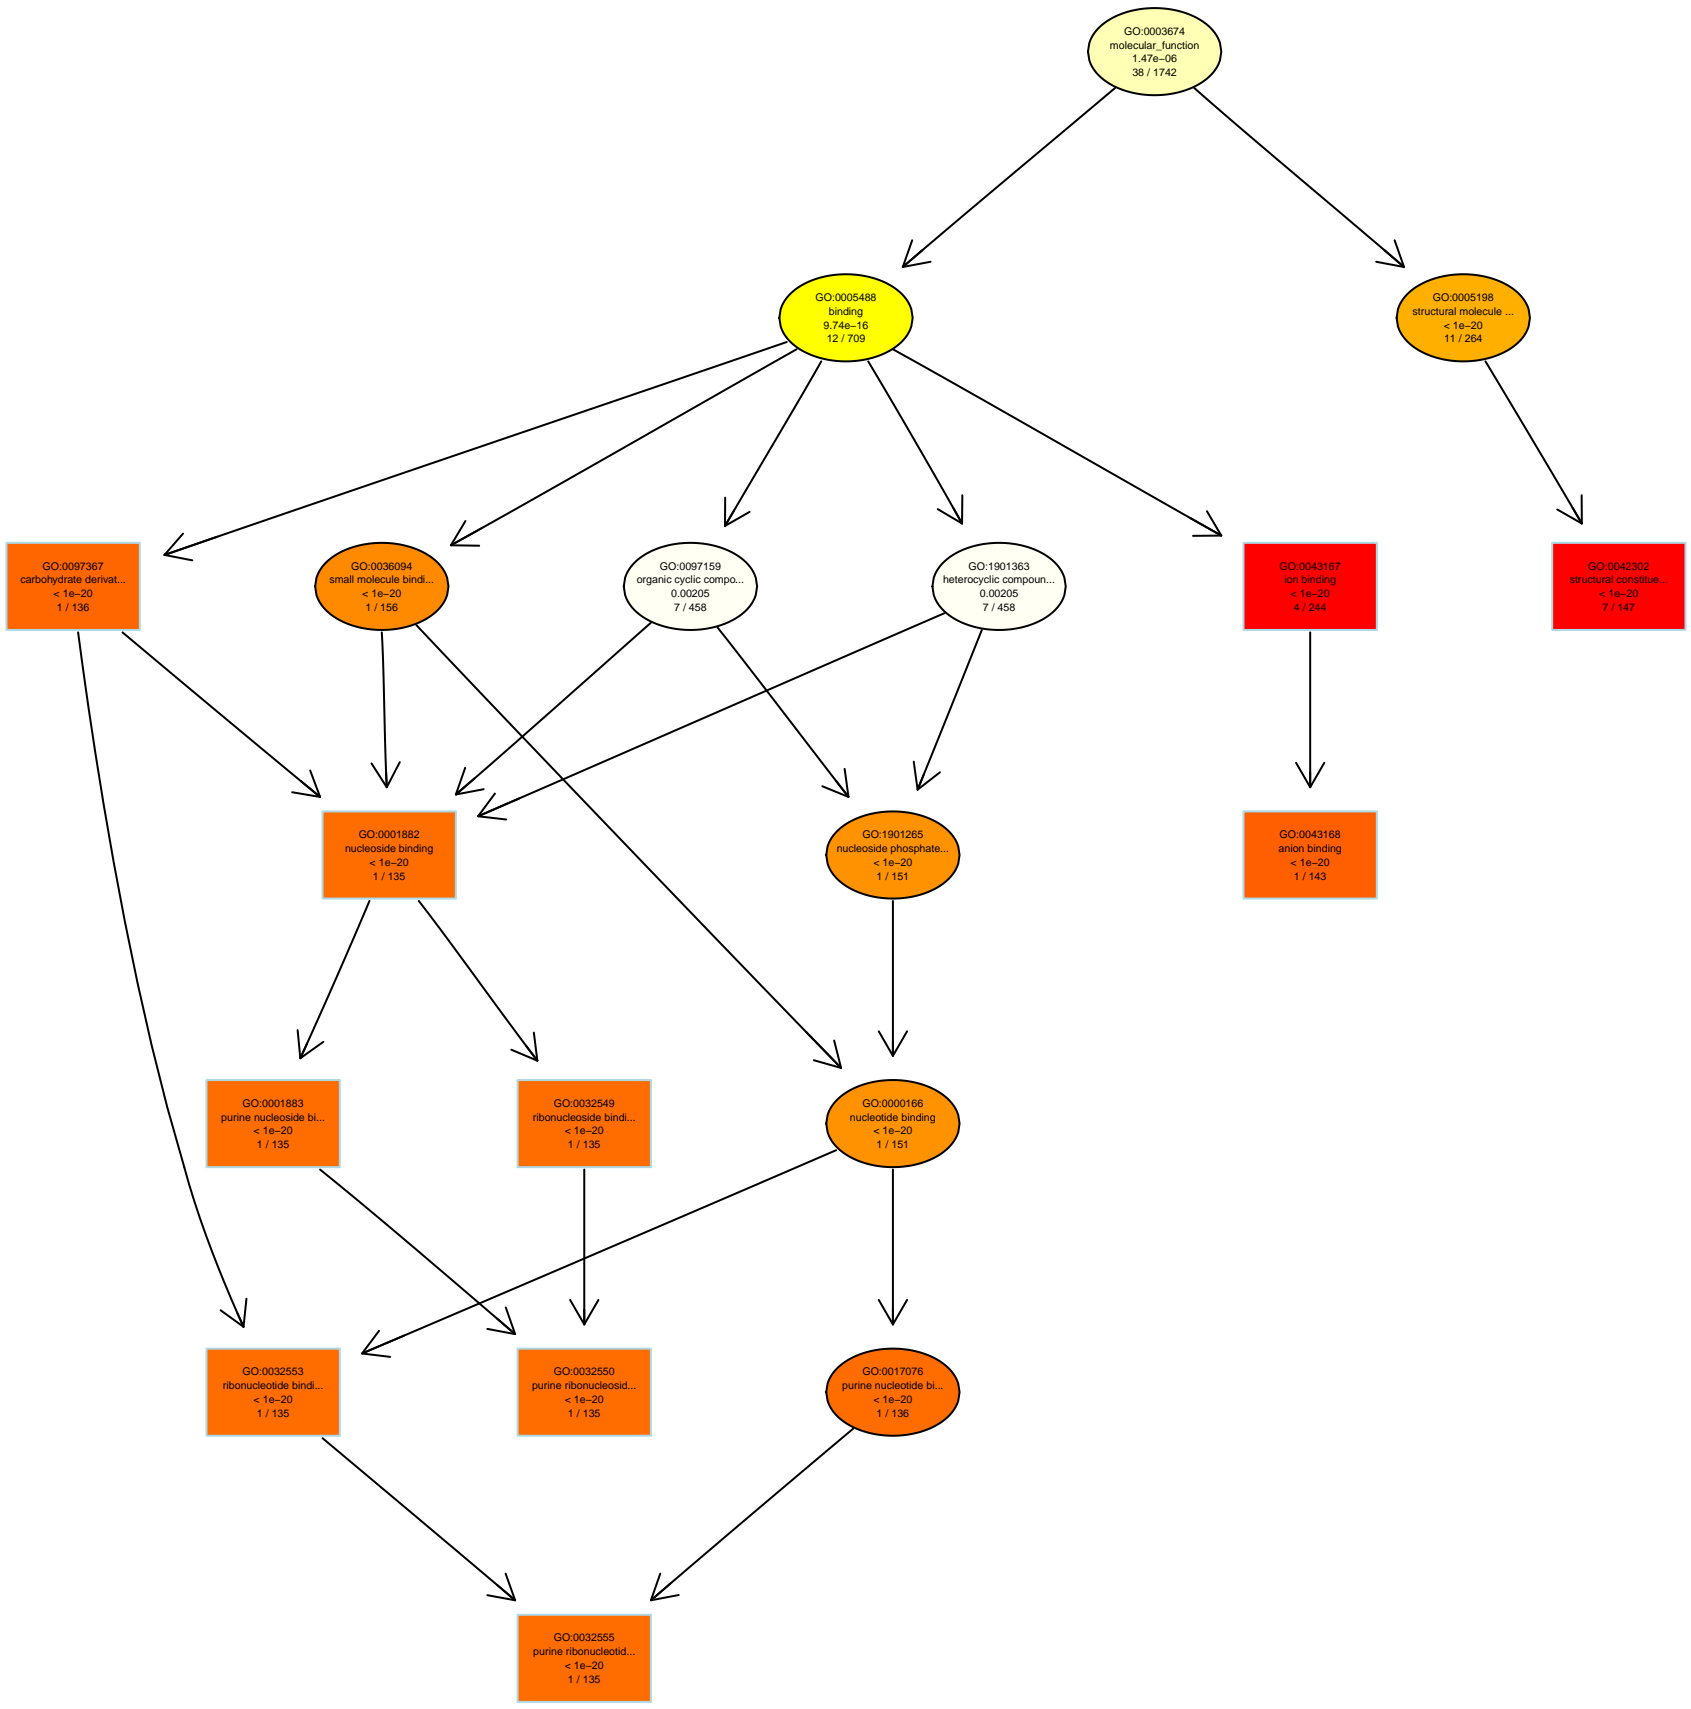 GO:0003674
molecular_function
1.47e−06
38 / 1742
GO:0005488
binding
9.74e−16
12 / 709
GO:0005198
structural molecule ...
< 1e−20
11 / 264
GO:0097367
carbohydrate derivat...
< 1e−20
1 / 136
GO:0036094
small molecule bindi...
< 1e−20
1 / 156
GO:0097159
organic cyclic compo...
0.00205
7 / 458
GO:1901363
heterocyclic compoun...
0.00205
7 / 458
GO:0043167
ion binding
< 1e−20
4 / 244
GO:0042302
structural constitue...
< 1e−20
7 / 147
GO:0001882
nucleoside binding
< 1e−20
1 / 135
GO:1901265
nucleoside phosphate...
< 1e−20
1 / 151
GO:0043168
anion binding
< 1e−20
1 / 143
GO:0001883
purine nucleoside bi...
< 1e−20
1 / 135
GO:0032549
ribonucleoside bindi...
< 1e−20
1 / 135
GO:0000166
nucleotide binding
< 1e−20
1 / 151
GO:0032553
ribonucleotide bindi...
< 1e−20
1 / 135
GO:0032550
purine ribonucleosid...
< 1e−20
1 / 135
GO:0017076
purine nucleotide bi...
< 1e−20
1 / 136
GO:0032555
purine ribonucleotid...
< 1e−20
1 / 135